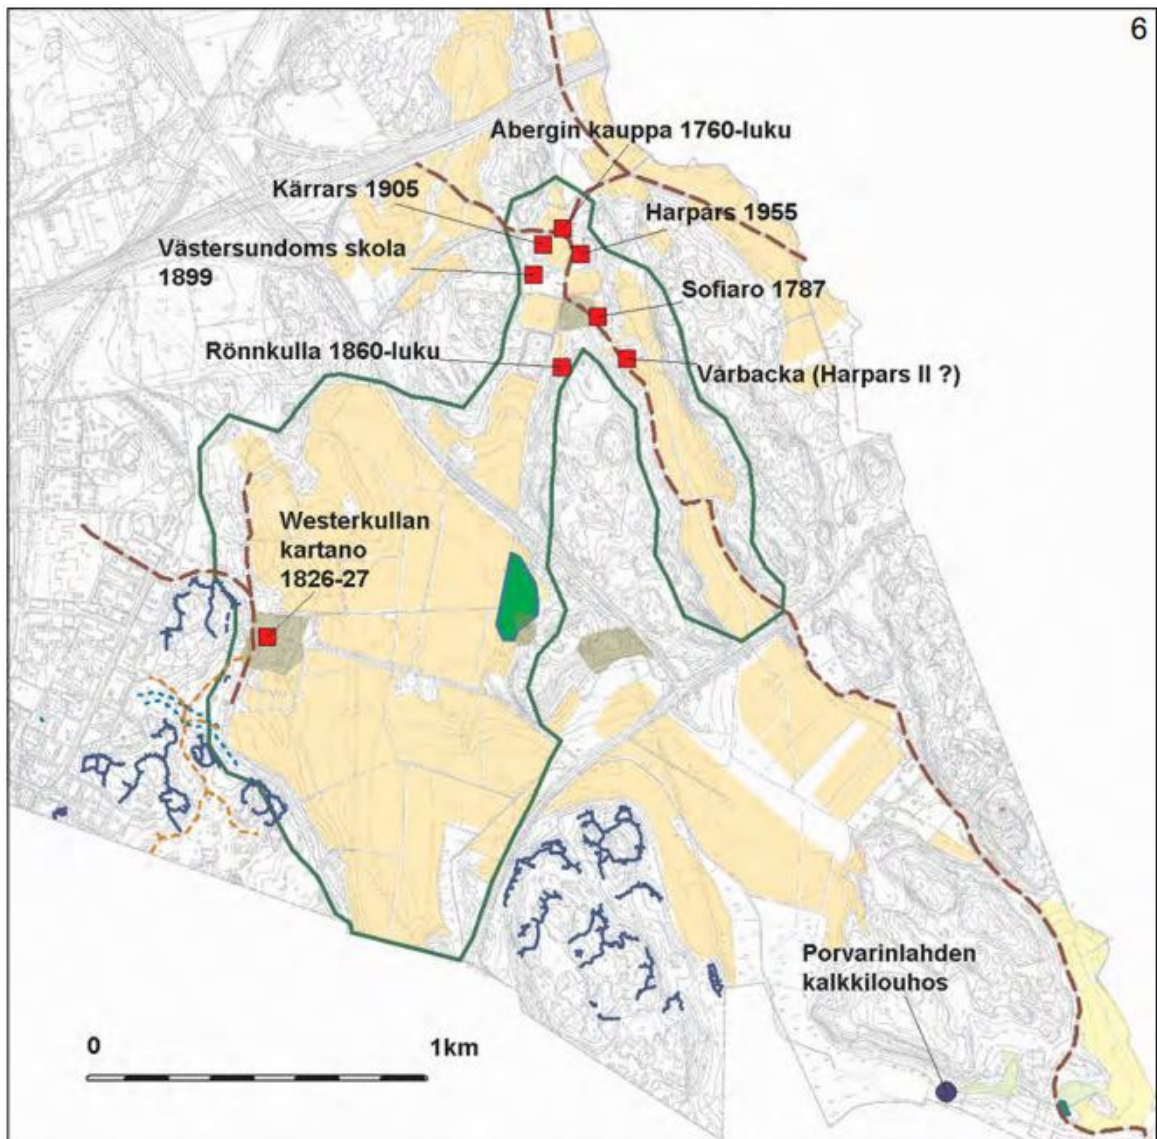 6
Åbergin kauppa 1760-luku
Kärrars 1905
Harpars 1955
Västersundoms skola
1899
Sofiaro 1787
Rönnkulla 1860-luku
Vårbacka (Harpars II ?)
Westerkullan
kartano
1826-27
Porvarinlahden
kalkkilouhos
0
1km